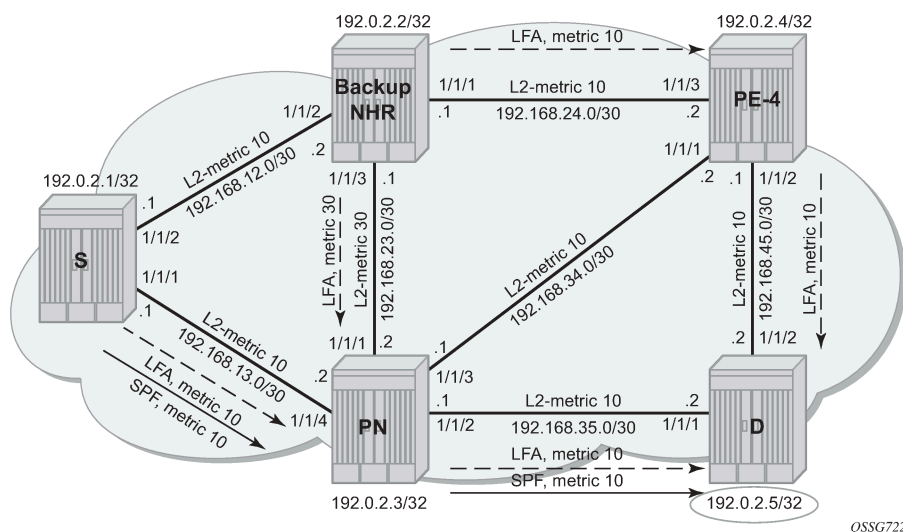 192.0.2.2/32
LFA, metric 10
192.0.2.4/32
Backup
NHR
1/1/1
L2-metric 10
1/1/3
PE-4
.1
192.168.24.0/30
.2
1/1/2
.2
L2-metric 10
192.168.12.0/30
1/1/3
.1
1/1/1
.2
.1
1/1/2
192.0.2.1/32
.1
1/1/2
S
1/1/1
.1
LFA, metric 30
L2-metric 30
192.168.23.0/30
L2-metric 10
192.168.34.0/30
L2-metric 10
192.168.45.0/30
LFA, metric 10
L2-metric 10
192.168.13.0/30
LFA, metric 10
SPF, metric 10
1/1/1
.2
.2
1/1/4
.1
1/1/3
.2
1/1/2
PN
.1
L2-metric 10
.2
1/1/2
192.168.35.0/30
1/1/1
D
LFA, metric 10
SPF, metric 10
192.0.2.3/32
192.0.2.5/32
OSSG722